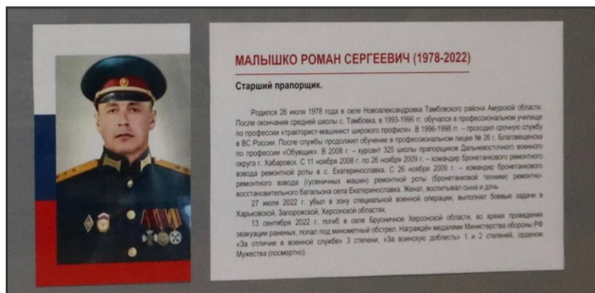 МАЛЫШКО РОМАН СЕРГЕЕВИЧ (1978-2022)
Старший прапорщик.
Родился 26 июля 1978 года в селе Новоалександровка Тамбовского района Амурской области.
После окончания средней школы с. Тамбовка, в 1993-1996 гг. обучался в профессиональном училище
по профессии «тракторист-машинист широкого профиля». В 1996-1998 гг. – проходил срочную службу
в ВС России. После службы продолжил обучение в профессиональном лицее № 26 г. Благовещенска
по профессии «Обувщик». В 2008 г. – курсант 325 школы прапорщиков Дальневосточного военного
округа г. Хабаровск. С 11 ноября 2008 г. по 26 ноября 2009 г. – командир бронетанкового ремонтного
взвода ремонтной роты в с. Екатеринославка. С 26 ноября 2009 г. – командир бронетанкового
ремонтного взвода (гусеничных машин) ремонтной роты (бронетанковой техники) ремонтно-
восстановительного батальона села Екатеринославка. Женат, воспитывал сына и дочь.
27 июля 2022 г. убыл в зону специальной военной операции, выполнял боевые задачи в
Харьковской, Запорожской, Херсонской областях.
13 сентября 2022 г. погиб в селе Брусничное Херсонской области, во время проведения
эвакуации раненых, попал под минометный обстрел. Награждён медалями Министерства обороны РФ
«За отличие в военной службе» 3 степени, «За воинскую доблесть» 1 и 2 степеней, орденом
Мужества (посмертно).